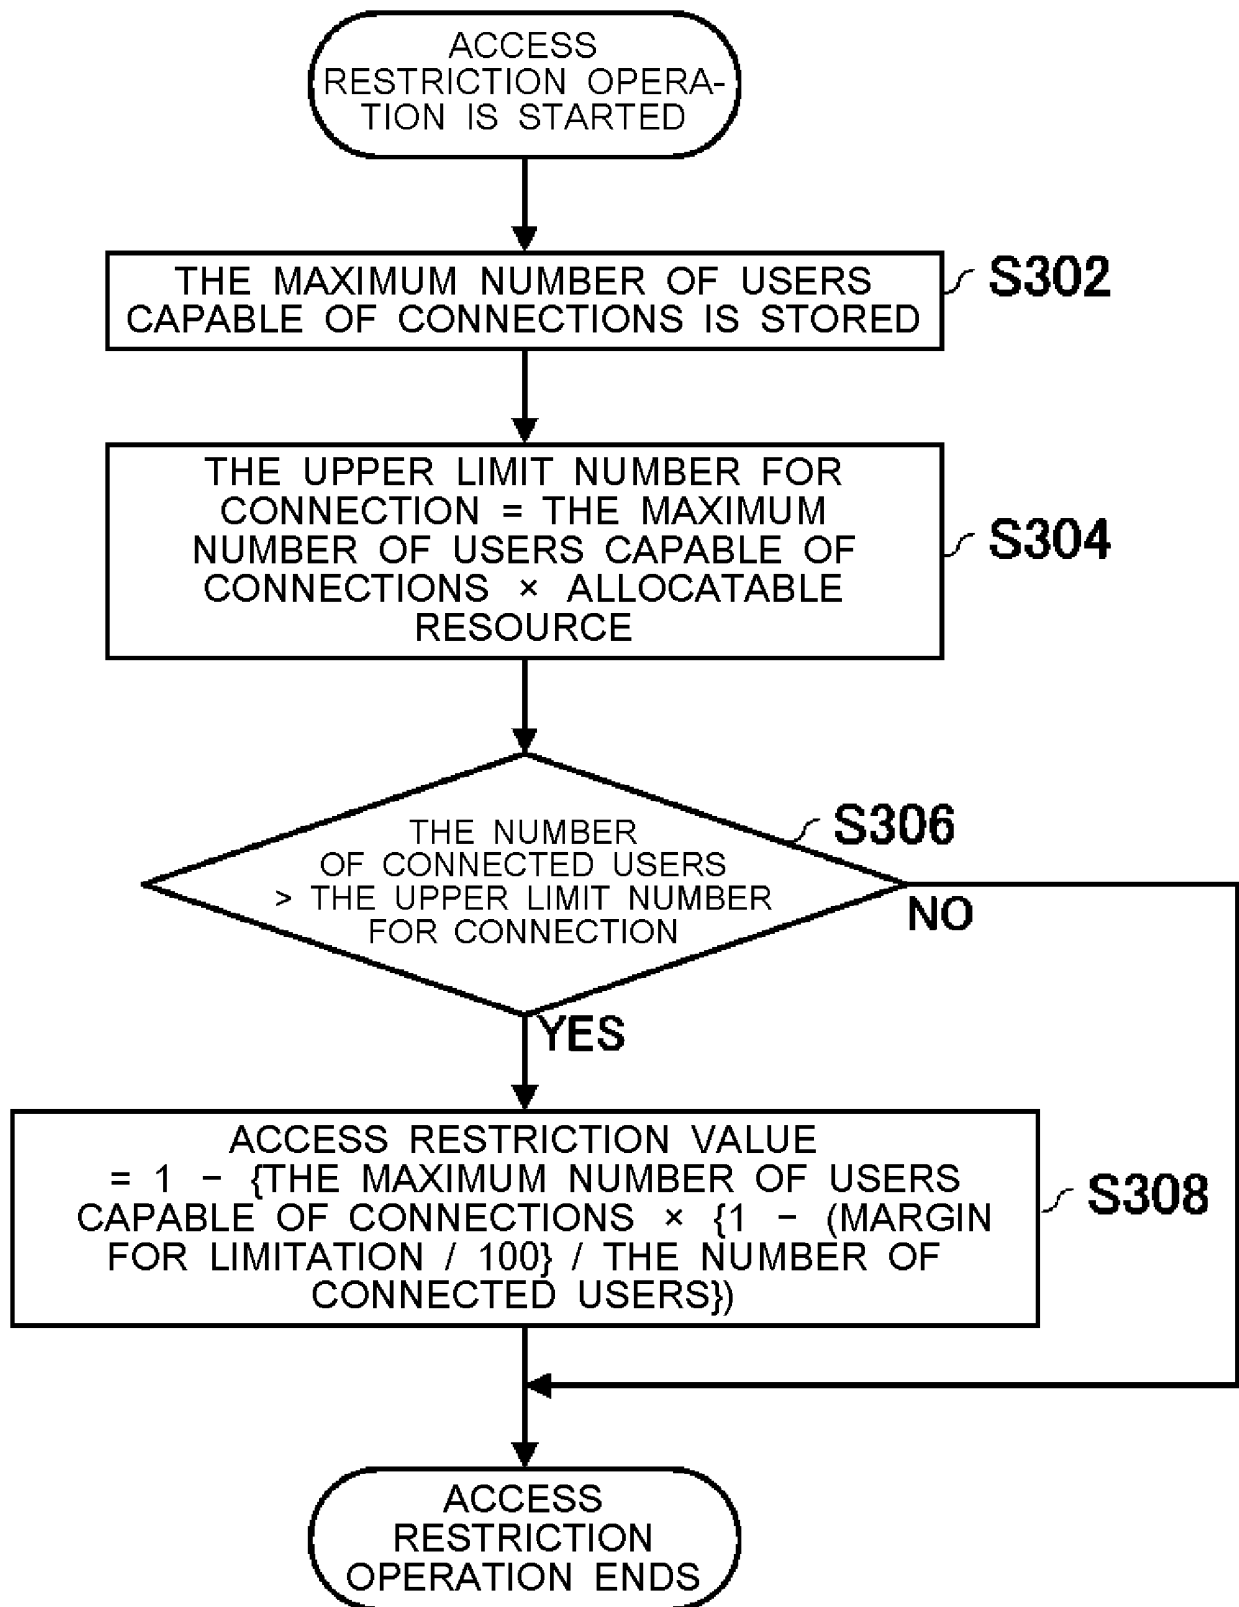 ACCESS
RESTRICTION OPERA-
TION IS STARTED
THE MAXIMUM NUMBER OF USERS
CAPABLE OF CONNECTIONS IS STORED
S302
THE UPPER LIMIT NUMBER FOR
CONNECTION = THE MAXIMUM
NUMBER OF USERS CAPABLE OF
CONNECTIONS × ALLOCATABLE
RESOURCE
S304
THE NUMBER
OF CONNECTED USERS
> THE UPPER LIMIT NUMBER
FOR CONNECTION
S306
NO
YES
ACCESS RESTRICTION VALUE
= 1 − {THE MAXIMUM NUMBER OF USERS
CAPABLE OF CONNECTIONS × {1 − (MARGIN
FOR LIMITATION / 100} / THE NUMBER OF
CONNECTED USERS})
S308
ACCESS
RESTRICTION
OPERATION ENDS